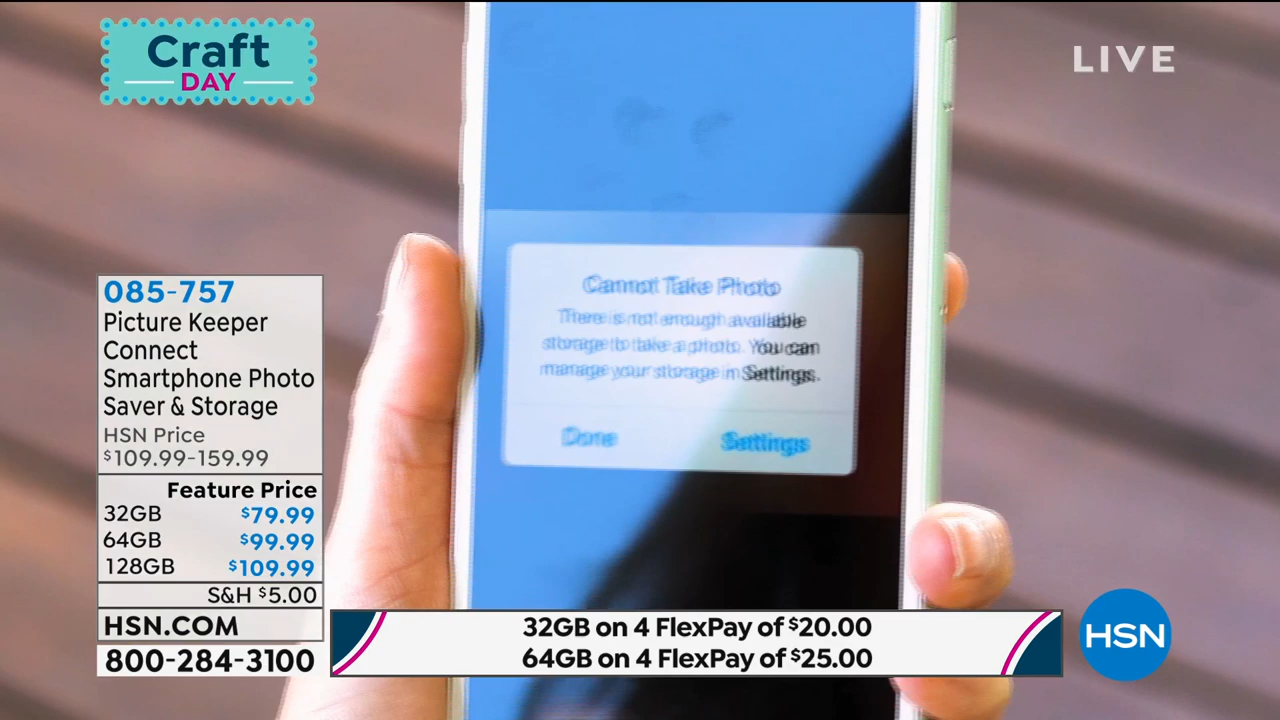 Craft
DAY
LIVE
Cannot Take Photo
There is not enough available
storage to take a photo. You can
manage your storage in Settings.
Done
Settings
085-757
Picture Keeper
Connect
Smartphone Photo
Saver & Storage
HSN Price
$109.99-159.99
Feature Price
32GB $79.99
64GB $99.99
128GB $109.99
S&H $5.00
HSN.COM
800-284-3100
32GB on 4 FlexPay of $20.00
64GB on 4 FlexPay of $25.00
HSN